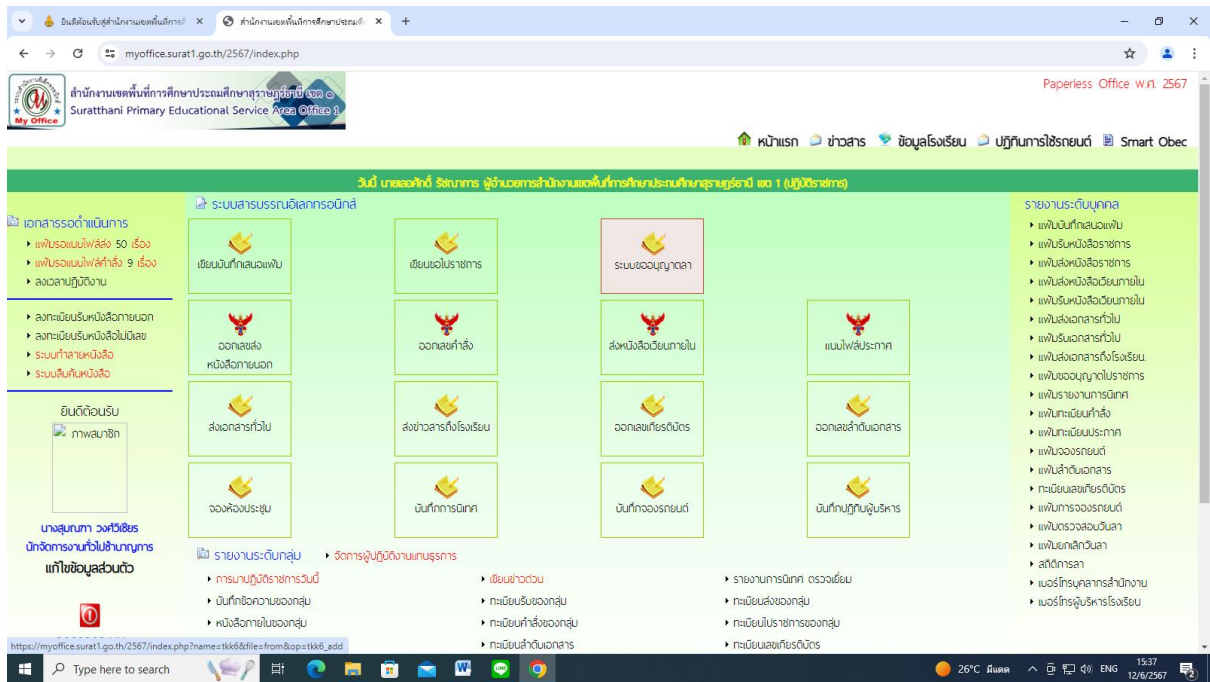 อินดีต้อนรับสู่สำนักงานเขตพื้นที่การศึ
สำนักงานเขตพื้นที่การศึกษาประถมศึ
myoffice.surat1.go.th/2567/index.php
My Office
สำนักงานเขตพื้นที่การศึกษาประถมศึกษาสุราษฎร์ธานี เขต ๑
Suratthani Primary Educational Service Area Office 1
Paperless Office พ.ศ. 2567
หน้าแรก ข่าวสาร ข้อมูลโรงเรียน ปฏิทินการใช้รถยนต์ Smart Obec
วันนี้ นายเลอศักดิ์ รัชณาการ ผู้อำนวยการสำนักงานเขตพื้นที่การศึกษาประถมศึกษาสุราษฎร์ธานี เขต 1 (ปฏิบัติราชการ)
เอกสารรอดำเนินการ
แฟ้มรอแนบไฟล์ส่ง 50 เรื่อง
แฟ้มรอแนบไฟล์คำสั่ง 9 เรื่อง
ลงเวลาปฏิบัติงาน
ลงทะเบียนรับหนังสือภายนอก
ลงทะเบียนรับหนังสือไม่มีเลข
ระบบทำลายหนังสือ
ระบบสืบค้นหนังสือ
ยินดีต้อนรับ
ภาพสมาชิก
นางสุมณฑา วงศ์วิเชียร
นักจัดการงานทั่วไปชำนาญการ
แก้ไขข้อมูลส่วนตัว
ระบบสารบรรณอิเลกทรอนิกส์
เขียนบันทึกเสนอแฟ้ม
เขียนขอไปราชการ
ระบบขออนุญาตลา
ออกเลขส่ง
หนังสือภายนอก
ออกเลขคำสั่ง
ส่งหนังสือเวียนภายใน
แนบไฟล์ประกาศ
ส่งเอกสารทั่วไป
ส่งข่าวสารถึงโรงเรียน
ออกเลขเกียรติบัตร
ออกเลขลำดับเอกสาร
จองห้องประชุม
บันทึกการนิเทศ
บันทึกจองรถยนต์
บันทึกปฏิทินผู้บริหาร
รายงานระดับกลุ่ม
จัดการผู้ปฏิบัติงานแทนธุรการ
การมาปฏิบัติราชการวันนี้
เขียนข่าวด่วน
รายงานการนิเทศ ตรวจเยี่ยม
บันทึกข้อความของกลุ่ม
ทะเบียนรับของกลุ่ม
ทะเบียนส่งของกลุ่ม
หนังสือภายในของกลุ่ม
ทะเบียนคำสั่งของกลุ่ม
ทะเบียนไปราชการของกลุ่ม
ทะเบียนลำดับเอกสาร
ทะเบียนเลขเกียรติบัตร
รายงานระดับบุคคล
แฟ้มบันทึกเสนอแฟ้ม
แฟ้มรับหนังสือราชการ
แฟ้มส่งหนังสือราชการ
แฟ้มส่งหนังสือเวียนภายใน
แฟ้มรับหนังสือเวียนภายใน
แฟ้มส่งเอกสารทั่วไป
แฟ้มรับเอกสารทั่วไป
แฟ้มส่งเอกสารถึงโรงเรียน.
แฟ้มขออนุญาตไปราชการ
แฟ้มรายงานการนิเทศ
แฟ้มทะเบียนคำสั่ง
แฟ้มทะเบียนประกาศ
แฟ้มจองรถยนต์
แฟ้มลำดับเอกสาร
ทะเบียนเลขเกียรติบัตร
แฟ้มการจองรถยนต์
แฟ้มตรวจสอบวันลา
แฟ้มยกเลิกวันลา
สถิติการลา
เบอร์โทรบุคลากรสำนักงาน
เบอร์โทรผู้บริหารโรงเรียน
https://myoffice.surat1.go.th/2567/index.php?name=tkk6&file=from&op=tkk6_add
Type here to search
26°C มีแดด
ENG
15:37
12/6/2567